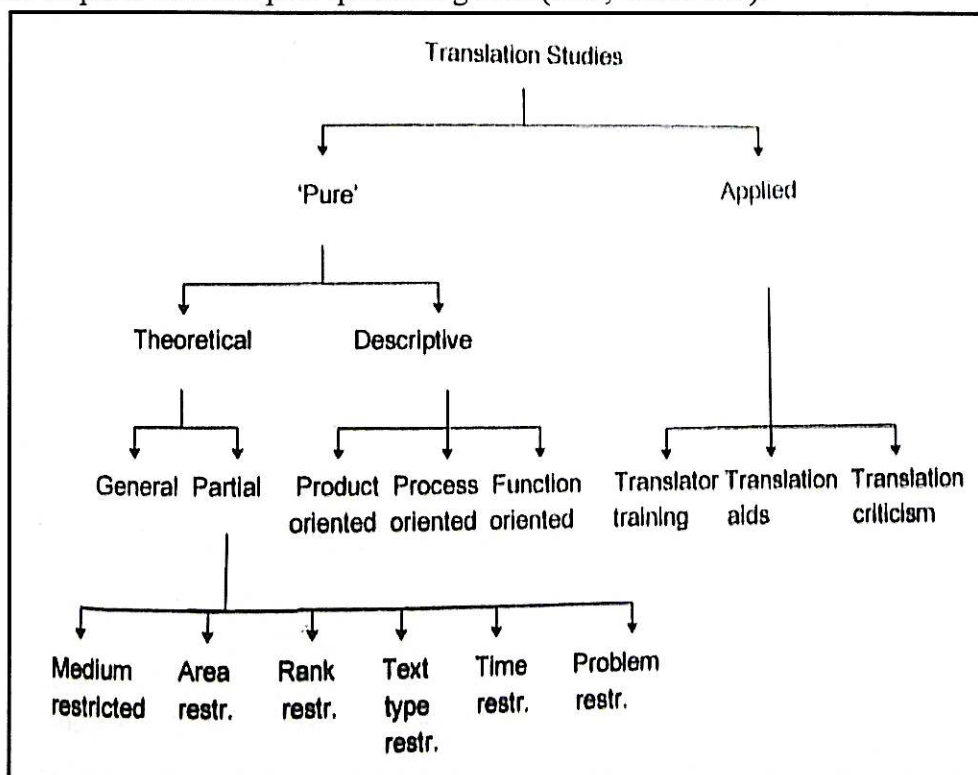 Translation Studies
'Pure'
Applied
Theoretical
Descriptive
General
Partial
Product
oriented
Process
oriented
Function
oriented
Translator
training
Translation
aids
Translation
criticism
Medium
restricted
Area
restr.
Rank
restr.
Text
type
restr.
Time
restr.
Problem
restr.